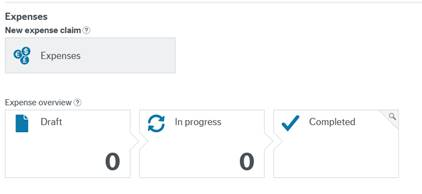 Expenses
New expense claim ?
Expenses
Expense overview ?
Draft
In progress
Completed
0
0